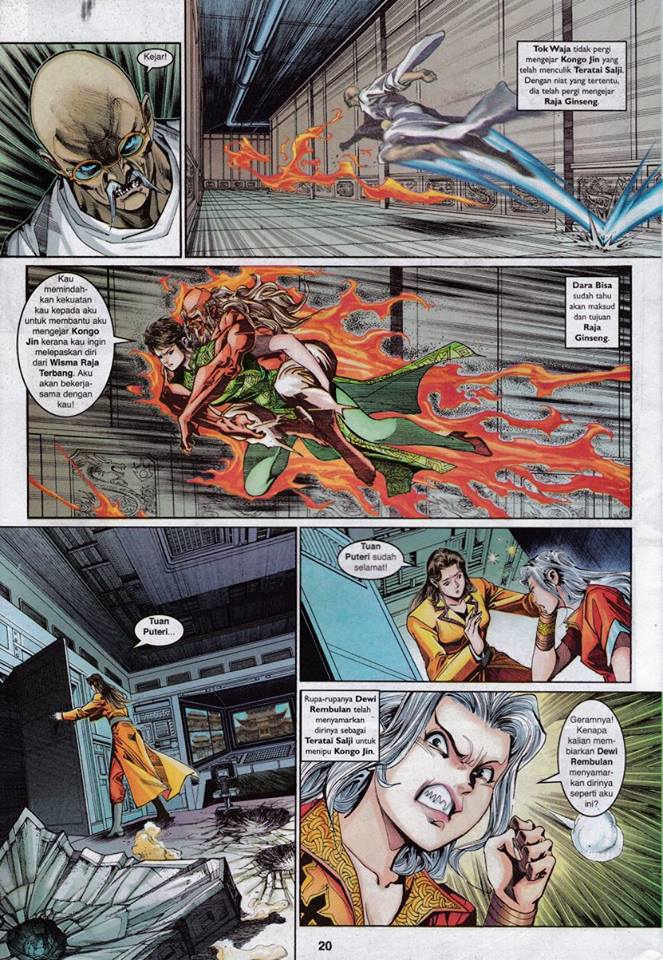 Kejar!
Tok Waja tidak pergi
mengejar Kongo Jin yang
telah menculik Teratai Salji.
Dengan niat yang tertentu,
dia telah pergi mengejar
Raja Ginseng.
Kau
memindah-
kan kekuatan
kau kepada aku
untuk membantu aku
mengejar Kongo
Jin kerana kau ingin
melepaskan diri
dari Wisma Raja
Terbang. Aku
akan bekerja-
sama dengan
kau!
Dara Bisa
sudah tahu
akan maksud
dan tujuan
Raja
Ginseng.
Tuan
Puteri...
Tuan
Puteri sudah
selamat!
Rupa-rupanya Dewi
Rembulan telah
menyamarkan
dirinya sebagai
Teratai Salji untuk
menipu Kongo Jin.
Geramnya!
Kenapa
kalian mem-
biarkan Dewi
Rembulan
menyamar-
kan dirinya
seperti aku
ini?
20